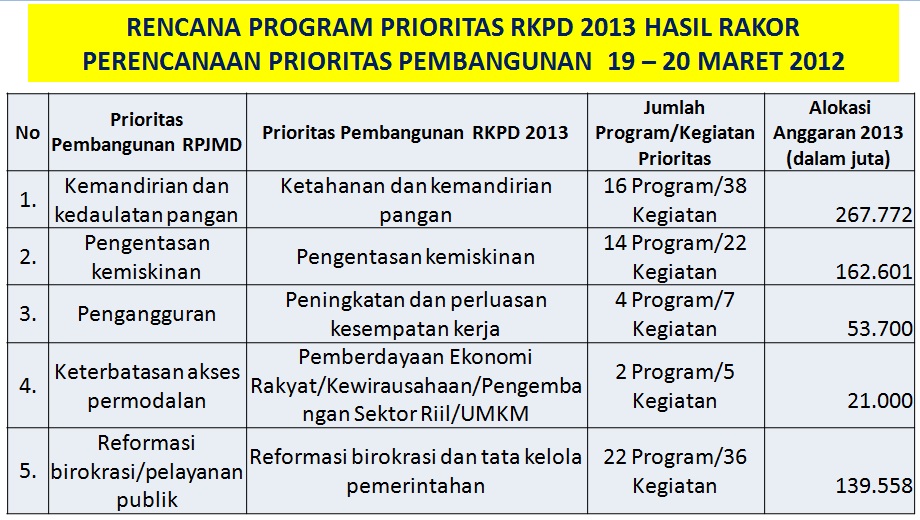 RENCANA PROGRAM PRIORITAS RKPD 2013 HASIL RAKOR
PERENCANAAN PRIORITAS PEMBANGUNAN 19 – 20 MARET 2012
No
Prioritas
Pembangunan RPJMD
Prioritas Pembangunan RKPD 2013
Jumlah
Program/Kegiatan
Prioritas
Alokasi
Anggaran 2013
(dalam juta)
1.
Kemandirian dan
kedaulatan pangan
Ketahanan dan kemandirian
pangan
16 Program/38
Kegiatan
267.772
2.
Pengentasan
kemiskinan
Pengentasan kemiskinan
14 Program/22
Kegiatan
162.601
3.
Pengangguran
Peningkatan dan perluasan
kesempatan kerja
4 Program/7
Kegiatan
53.700
4.
Keterbatasan akses
permodalan
Pemberdayaan Ekonomi
Rakyat/Kewirausahaan/Pengemba
ngan Sektor Riil/UMKM
2 Program/5
Kegiatan
21.000
5.
Reformasi
birokrasi/pelayanan
publik
Reformasi birokrasi dan tata kelola
pemerintahan
22 Program/36
Kegiatan
139.558